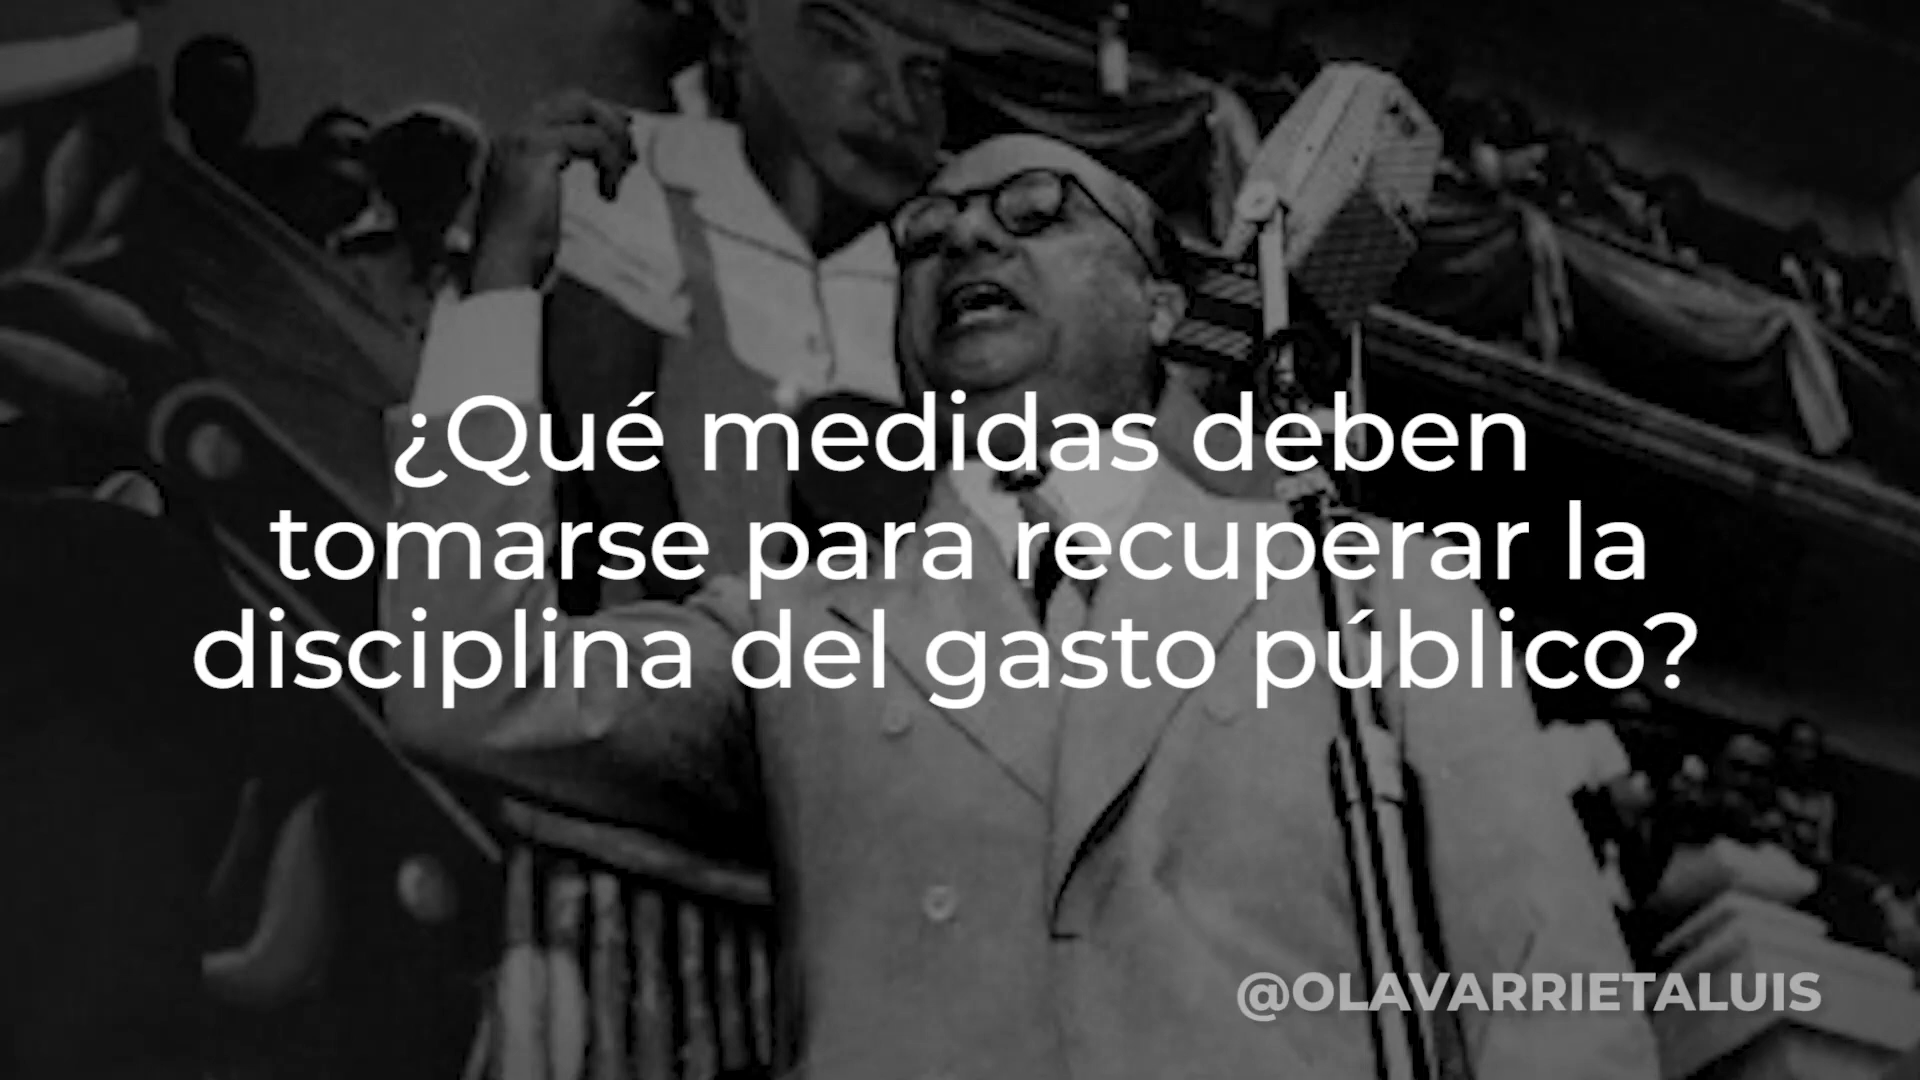 ¿Qué medidas deben
tomarse para recuperar la
disciplina del gasto público?
@OLAVARRIETALUIS